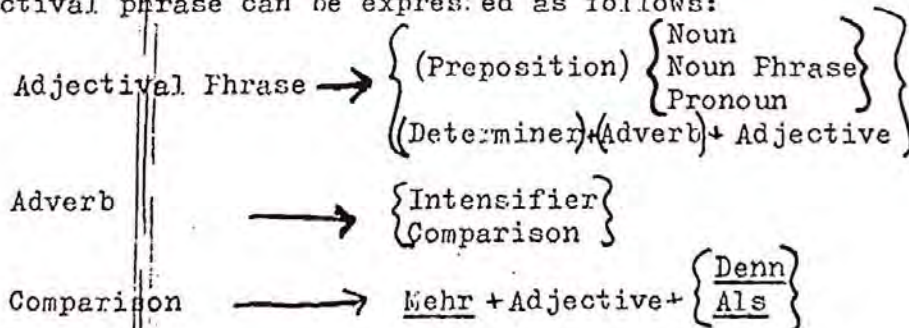 ctival phrase can be expressed as follows:
Noun
(Preposition) Noun Phrase
Adjectival Phrase → Pronoun
(Determiner)+(Adverb)+ Adjective
Adverb → Intensifier
Comparison
Comparison → Mehr + Adjective + Denn
Als